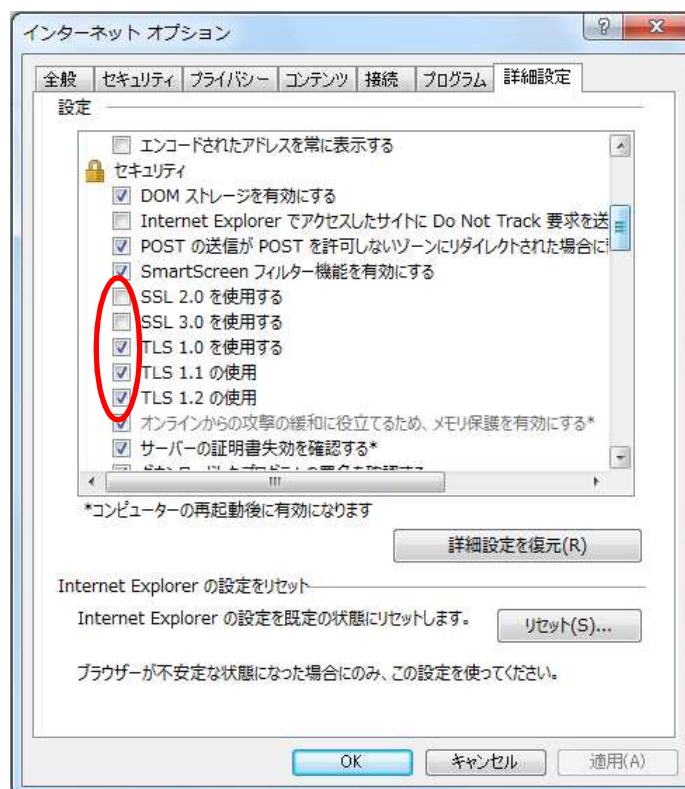 インターネット オプション
全般 セキュリティ プライバシー コンテンツ 接続 プログラム 詳細設定
設定
エンコードされたアドレスを常に表示する
セキュリティ
DOM ストレージを有効にする
Internet Explorer でアクセスしたサイトに Do Not Track 要求を送
POST の送信が POST を許可しないゾーンにリダイレクトされた場合に
SmartScreen フィルター機能を有効にする
SSL 2.0 を使用する
SSL 3.0 を使用する
TLS 1.0 を使用する
TLS 1.1 の使用
TLS 1.2 の使用
オンラインからの攻撃の緩和に役立てるため、メモリ保護を有効にする*
サーバーの証明書失効を確認する*
*コンピューターの再起動後に有効になります
詳細設定を復元(R)
Internet Explorer の設定をリセット
Internet Explorer の設定を既定の状態にリセットします。
リセット(S)...
ブラウザーが不安定な状態になった場合にのみ、この設定を使ってください。
OK キャンセル 適用(A)